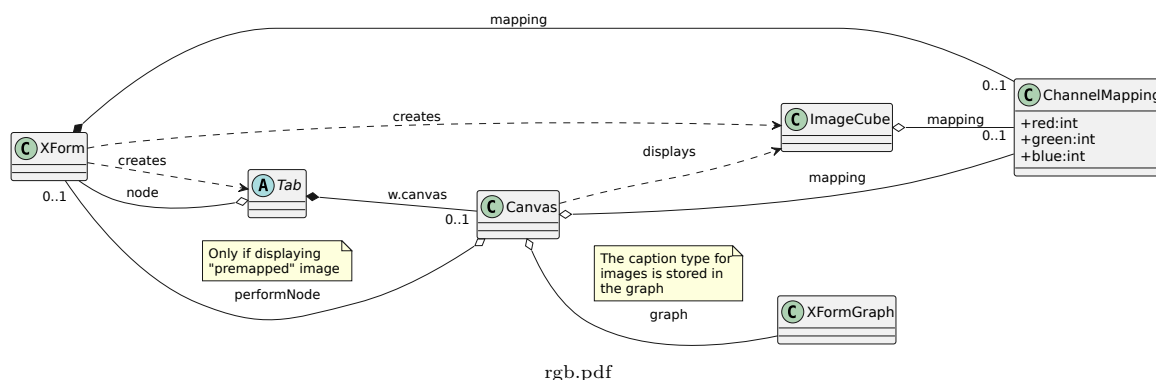 mapping
0..1
C ChannelMapping
+red:int
+green:int
+blue:int
creates
C ImageCube
mapping
0..1
C XForm
creates
displays
0..1
node
A Tab
w.canvas
0..1
C Canvas
mapping
Only if displaying
"premapped" image
performNode
The caption type for
images is stored in
the graph
graph
C XFormGraph
rgb.pdf